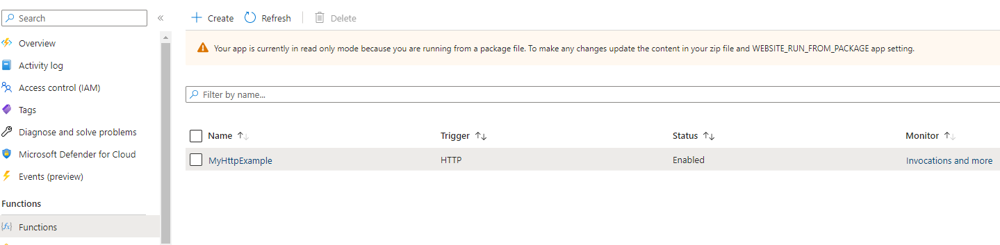 Search
«
Overview
Activity log
Access control (IAM)
Tags
Diagnose and solve problems
Microsoft Defender for Cloud
Events (preview)
Functions
Functions
Create Refresh Delete
Your app is currently in read only mode because you are running from a package file. To make any changes update the content in your zip file and WEBSITE_RUN_FROM_PACKAGE app setting.
Filter by name...
Name Trigger Status Monitor
MyHttpExample HTTP Enabled Invocations and more